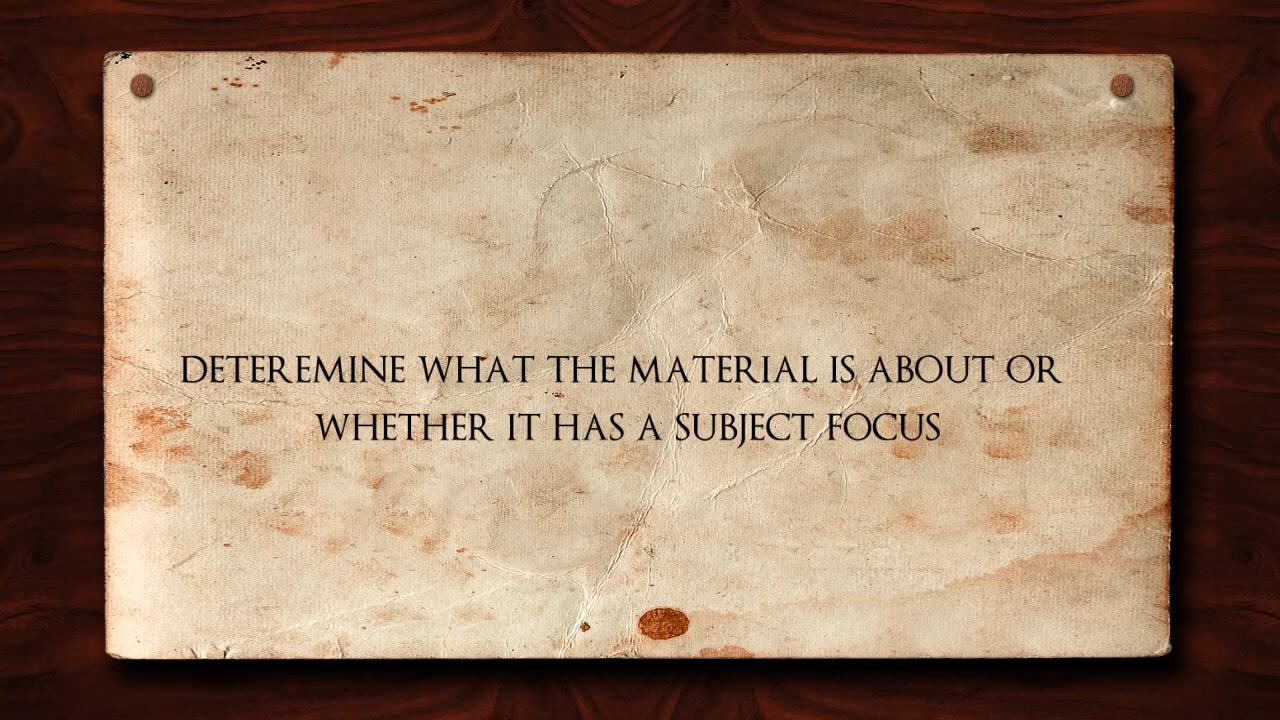 DETEREMINE WHAT THE MATERIAL IS ABOUT OR
WHETHER IT HAS A SUBJECT FOCUS